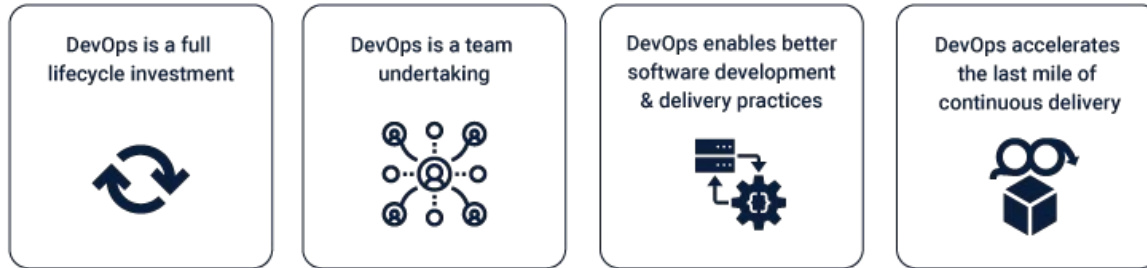 DevOps is a full
lifecycle investment
DevOps is a team
undertaking
DevOps enables better
software development
& delivery practices
DevOps accelerates
the last mile of
continuous delivery
{}